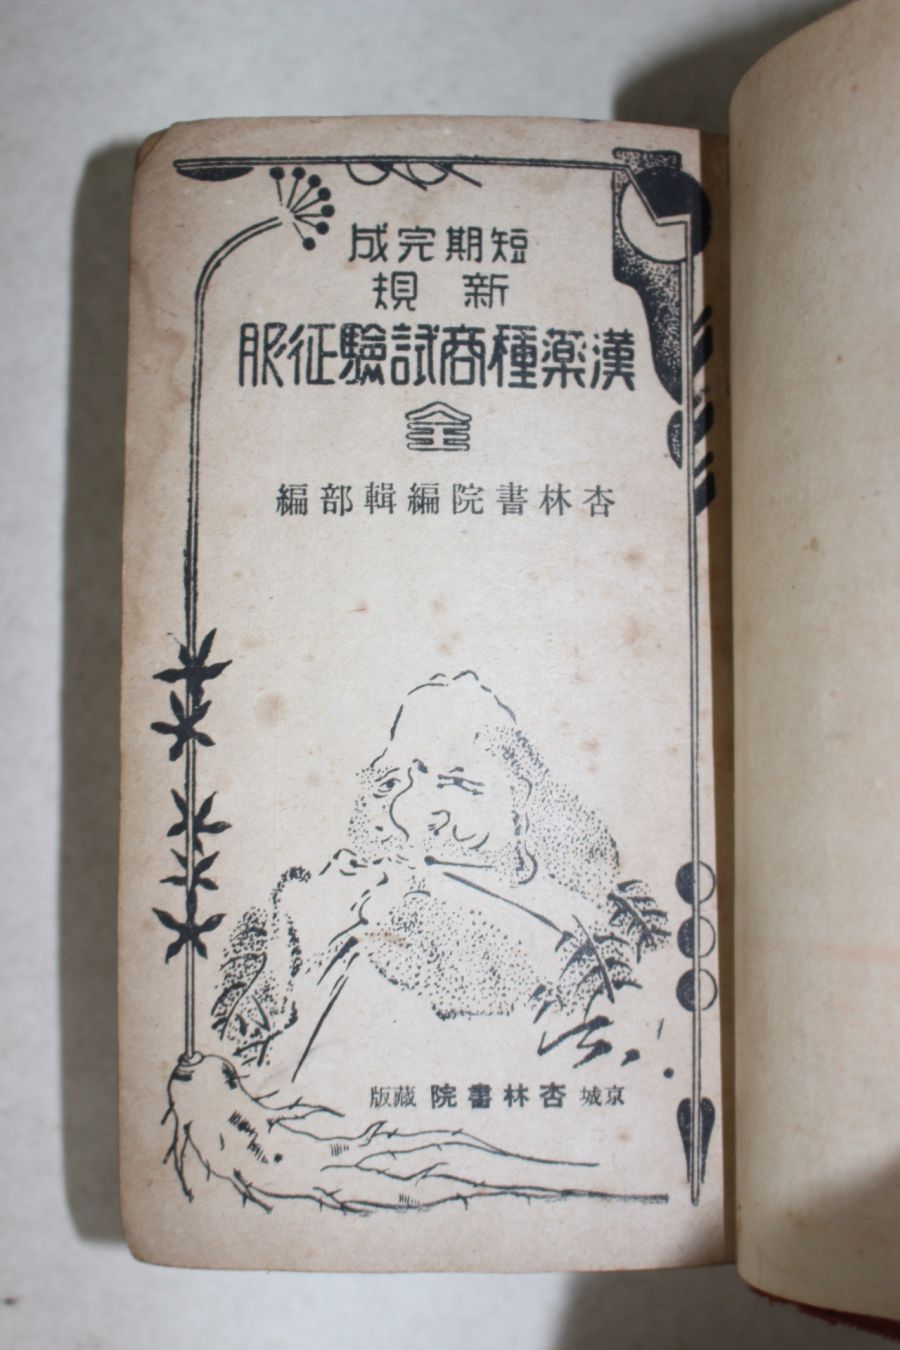 短期完成
新規
漢藥種商試驗征服
全
杏林書院編輯部編
京城 杏林書院 藏版